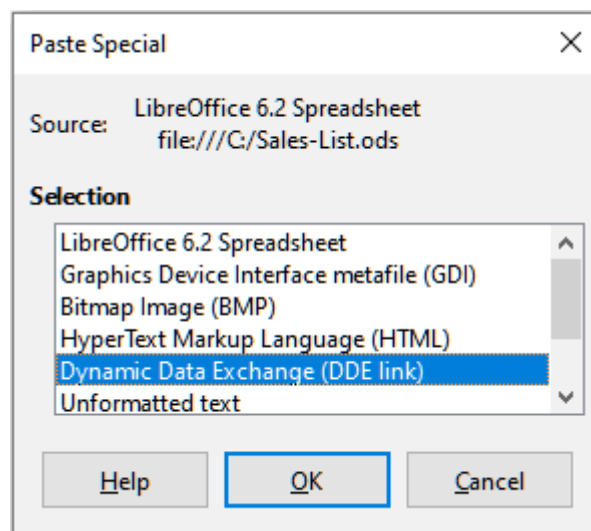 Paste Special
Source:
LibreOffice 6.2 Spreadsheet
file:///C:/Sales-List.ods
Selection
LibreOffice 6.2 Spreadsheet
Graphics Device Interface metafile (GDI)
Bitmap Image (BMP)
HyperText Markup Language (HTML)
Dynamic Data Exchange (DDE link)
Unformatted text
Help
OK
Cancel